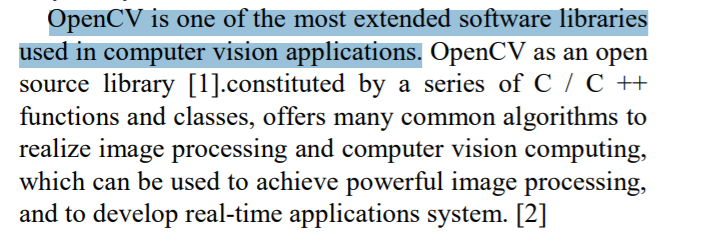 OpenCV is one of the most extended software libraries
used in computer vision applications. OpenCV as an open
source library [1].constituted by a series of C / C ++
functions and classes, offers many common algorithms to
realize image processing and computer vision computing,
which can be used to achieve powerful image processing,
and to develop real-time applications system. [2]